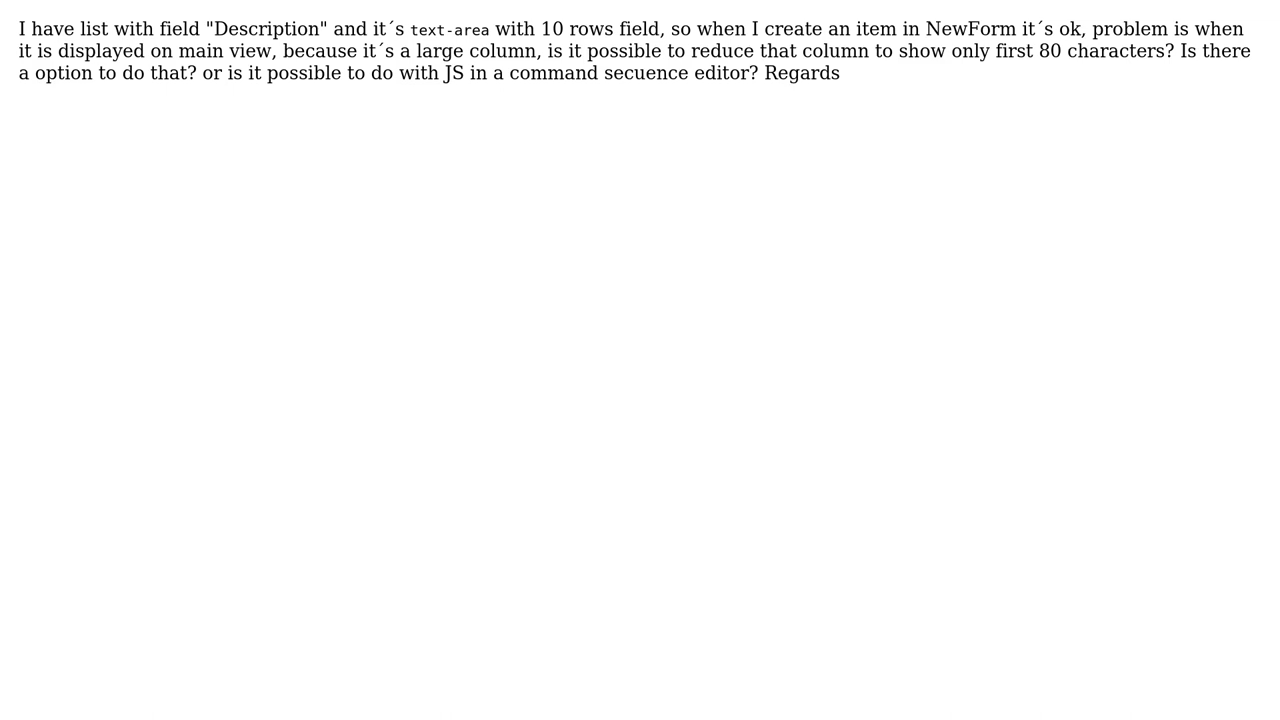 I have list with field "Description" and it´s text-area with 10 rows field, so when I create an item in NewForm it´s ok, problem is when
it is displayed on main view, because it´s a large column, is it possible to reduce that column to show only first 80 characters? Is there
a option to do that? or is it possible to do with JS in a command secuence editor? Regards